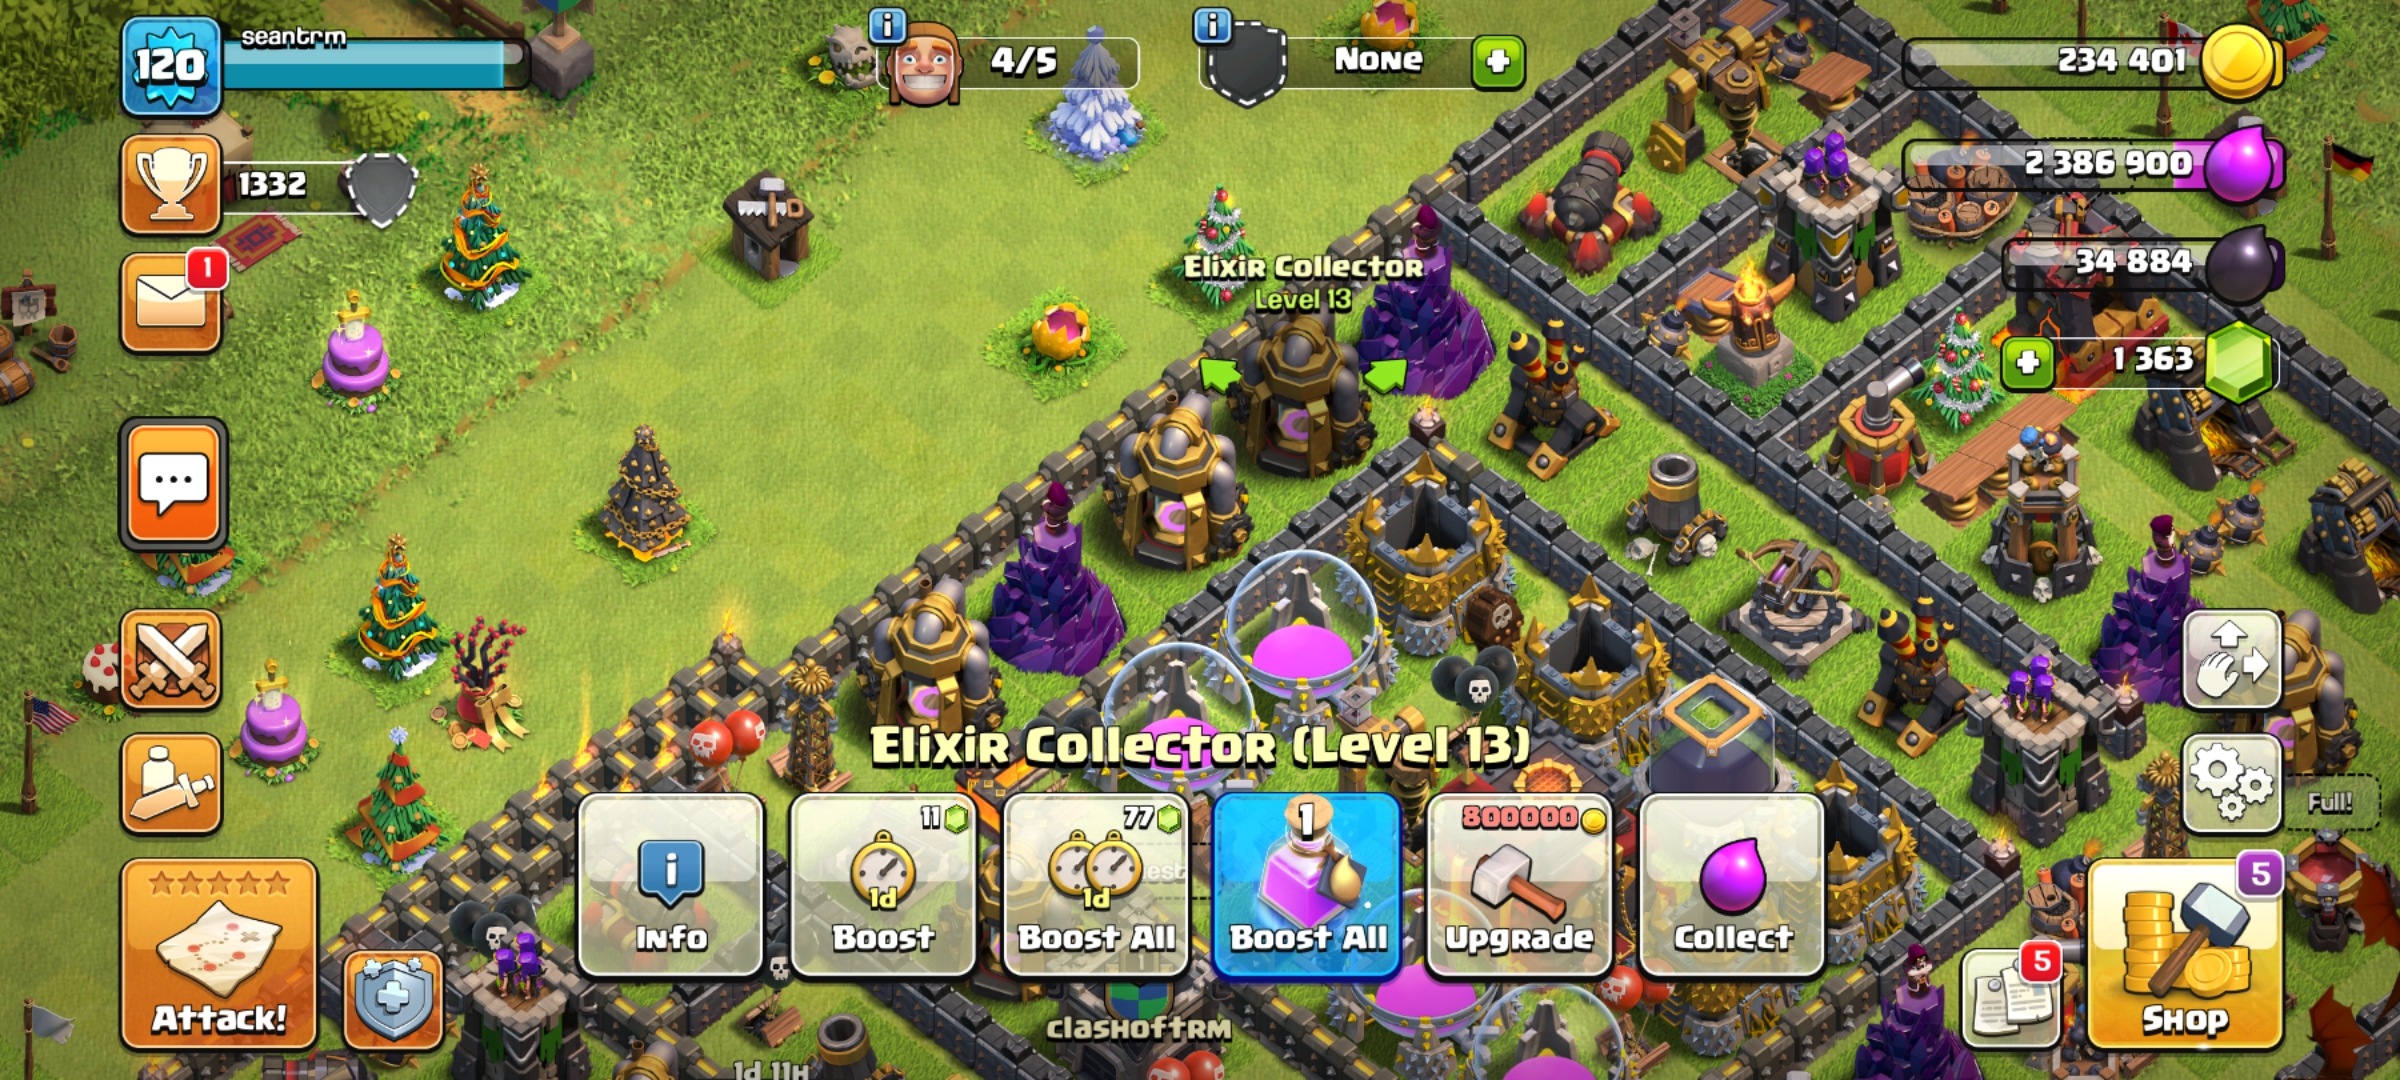 120
seantrm
4/5
None
234 401
1332
2 386 900
1
34 884
Elixir Collector
Level 13
1 363
Elixir Collector (Level 13)
Full!
11
77
1
800000
1d
1d
Info
Boost
Boost All
Boost All
Upgrade
Collect
5
5
Attack!
Shop
clashoftrm
1d 11H